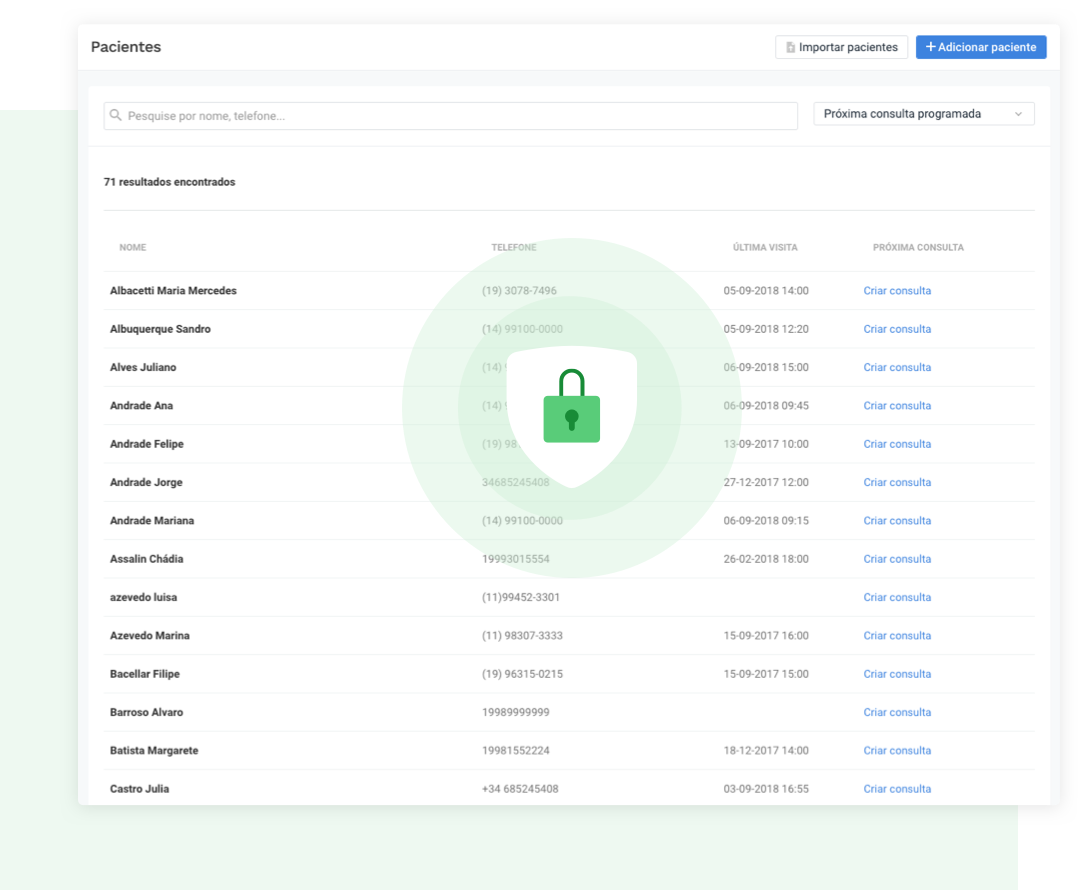 Pacientes
Importar pacientes
+ Adicionar paciente
Pesquise por nome, telefone...
Próxima consulta programada
71 resultados encontrados
NOME TELEFONE ÚLTIMA VISITA PRÓXIMA CONSULTA
Albacetti Maria Mercedes (19) 3078-7496 05-09-2018 14:00 Criar consulta
Albuquerque Sandro (14) 99100-0000 05-09-2018 12:20 Criar consulta
Alves Juliano (14) 06-09-2018 15:00 Criar consulta
Andrade Ana (14) 06-09-2018 09:45 Criar consulta
Andrade Felipe (19) 13-09-2017 10:00 Criar consulta
Andrade Jorge 34685245408 27-12-2017 12:00 Criar consulta
Andrade Mariana (14) 99100-0000 06-09-2018 09:15 Criar consulta
Assalin Chádia 19993015554 26-02-2018 18:00 Criar consulta
azevedo luisa (11)99452-3301 Criar consulta
Azevedo Marina (11) 98307-3333 15-09-2017 16:00 Criar consulta
Bacellar Filipe (19) 96315-0215 15-09-2017 15:00 Criar consulta
Barroso Alvaro 19989999999 Criar consulta
Batista Margarete 19981552224 18-12-2017 14:00 Criar consulta
Castro Julia +34 685245408 03-09-2018 16:55 Criar consulta